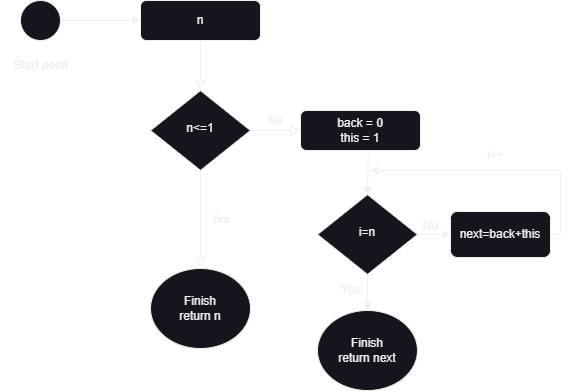 n
Start point
n<=1
No
back = 0
this = 1
i++
i=n
No
next=back+this
Yes
Yes
Finish
return n
Finish
return next